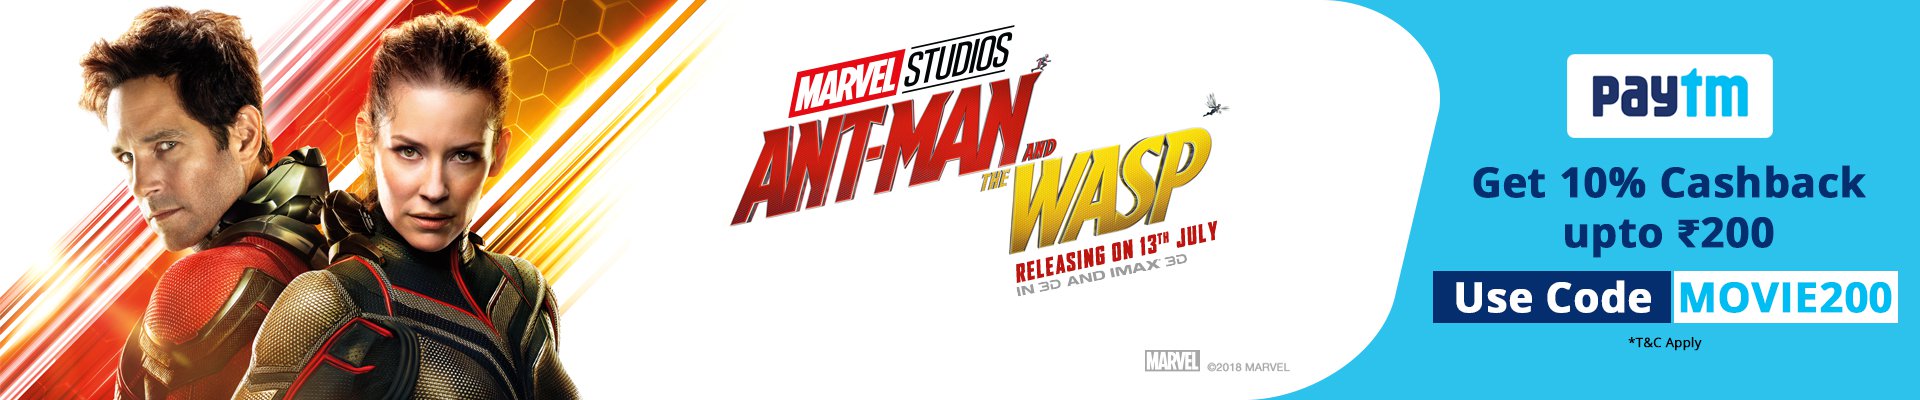 MARVEL STUDIOS
ANT-MAN AND
THE WASP
RELEASING ON 13TH JULY
IN 3D AND IMAX® 3D
MARVEL ©2018 MARVEL
paytm
Get 10% Cashback
upto ₹200
Use Code MOVIE200
*T&C Apply